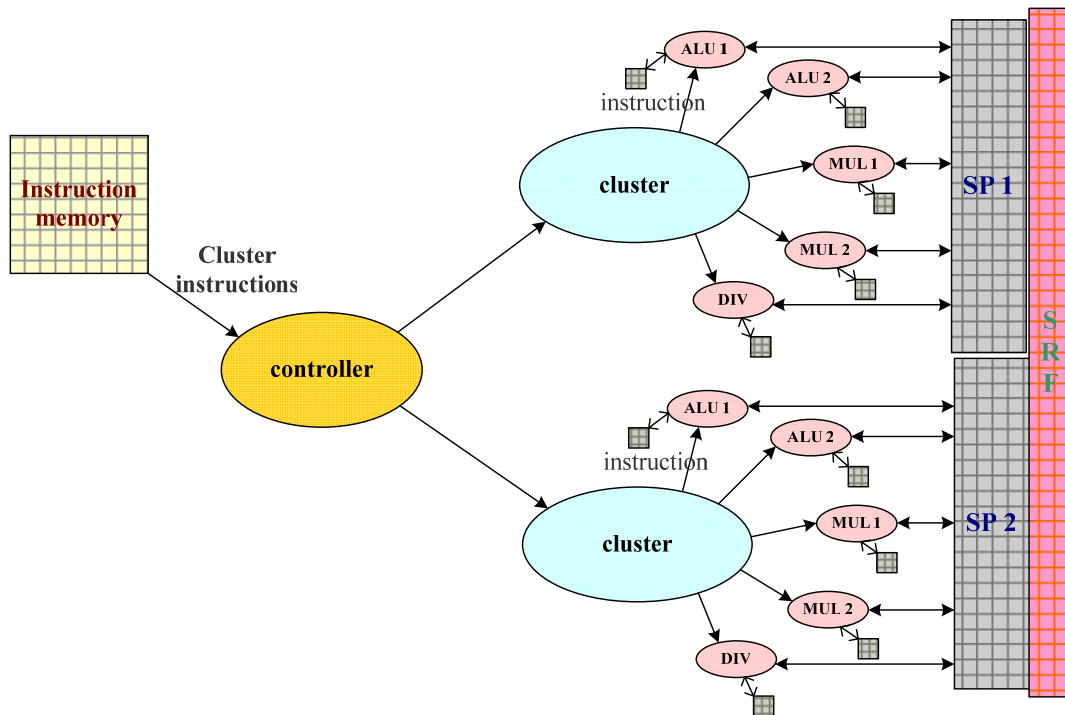 Instruction
memory
Cluster
instructions
controller
cluster
instruction
ALU 1
ALU 2
MUL 1
MUL 2
DIV
SP 1
cluster
instruction
ALU 1
ALU 2
MUL 1
MUL 2
DIV
SP 2
S
R
F